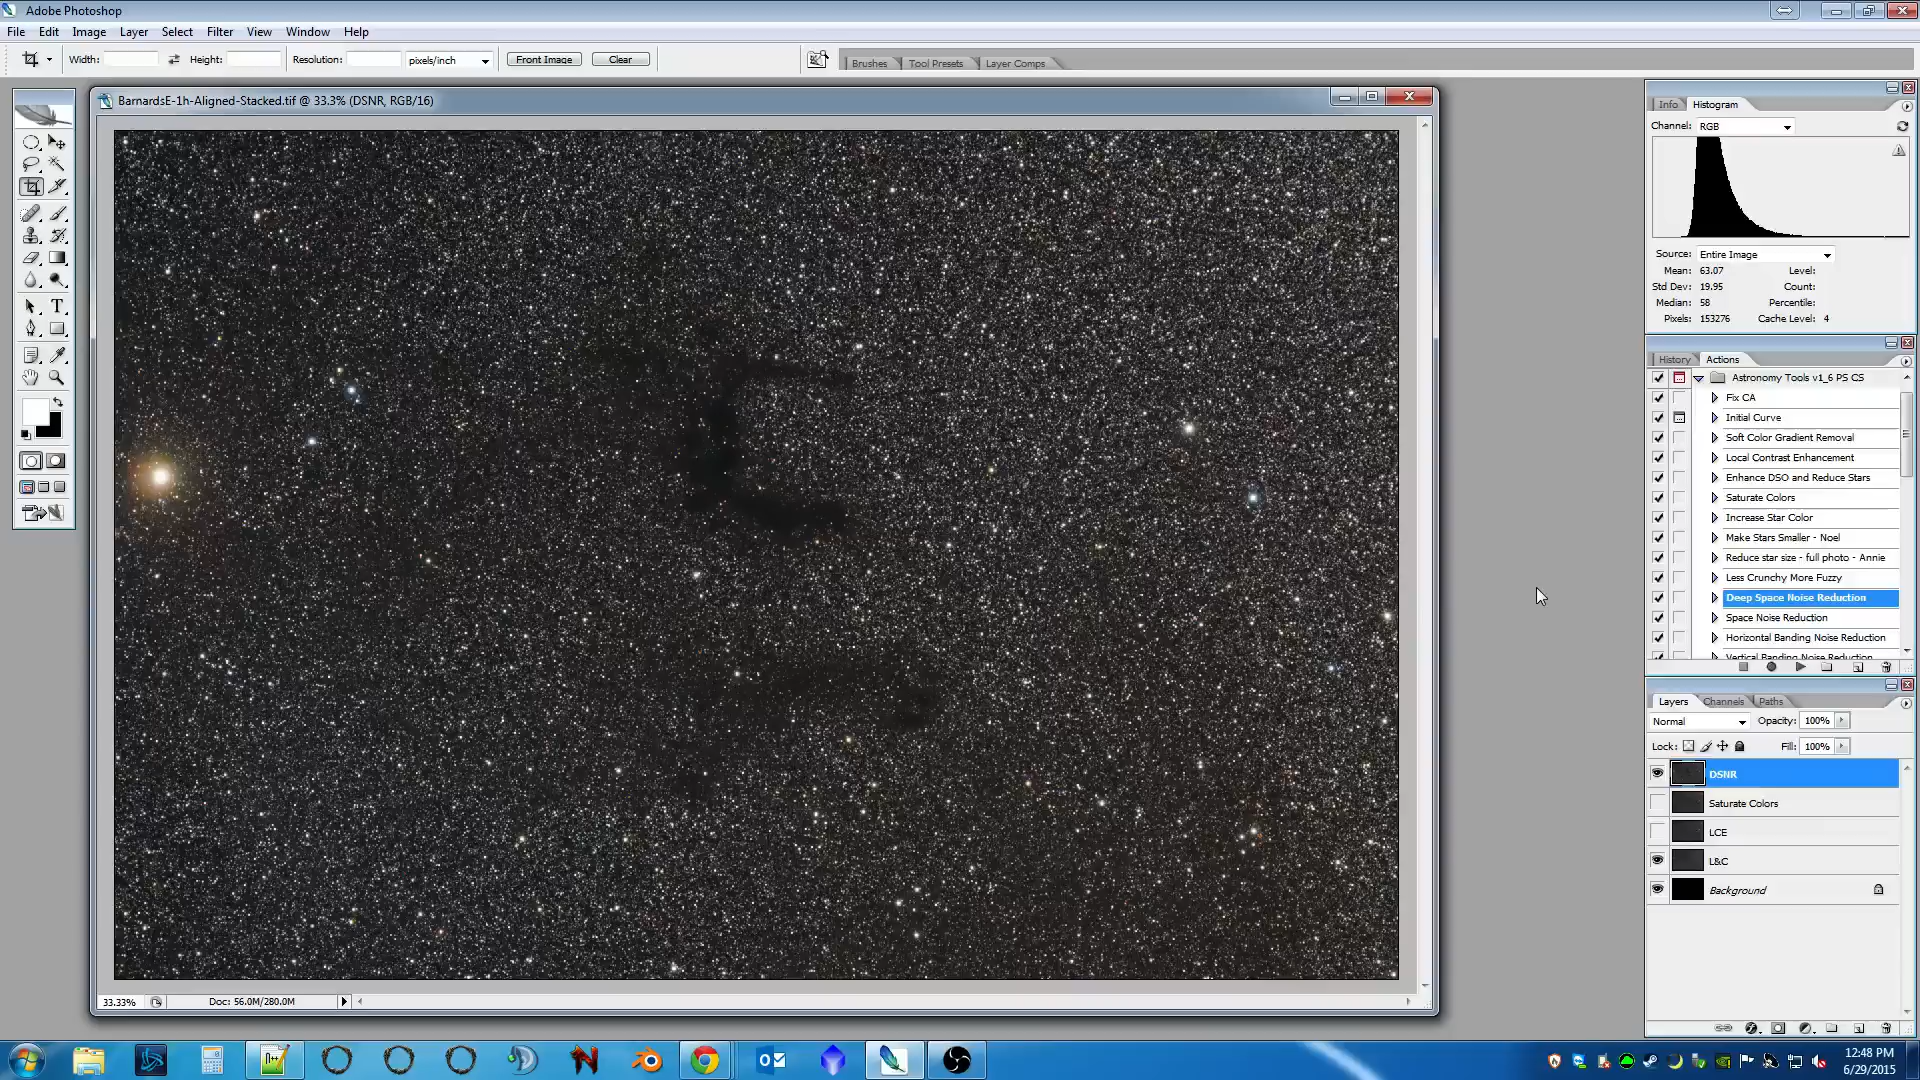 Adobe Photoshop
File Edit Image Layer Select Filter View Window Help
Width: Height: Resolution: pixels/inch Front Image Clear Brushes Tool Presets Layer Comps
BarnardsE-1h-Aligned-Stacked.tif @ 33.3% (DSNR, RGB/16)
Info Histogram
Channel: RGB
Source: Entire Image
Mean: 63.07 Level:
Std Dev: 19.95 Count:
Median: 58 Percentile:
Pixels: 153276 Cache Level: 4
History Actions
Astronomy Tools v1_6 PS CS
Fix CA
Initial Curve
Soft Color Gradient Removal
Local Contrast Enhancement
Enhance DSO and Reduce Stars
Saturate Colors
Increase Star Color
Make Stars Smaller - Noel
Reduce star size - full photo - Annie
Less Crunchy More Fuzzy
Deep Space Noise Reduction
Space Noise Reduction
Horizontal Banding Noise Reduction
Vertical Banding Noise Reduction
Layers Channels Paths
Normal Opacity: 100%
Lock: Fill: 100%
DSNR
Saturate Colors
LCE
L&C
Background
33.33% Doc: 56.0M/280.0M
12:48 PM
6/29/2015